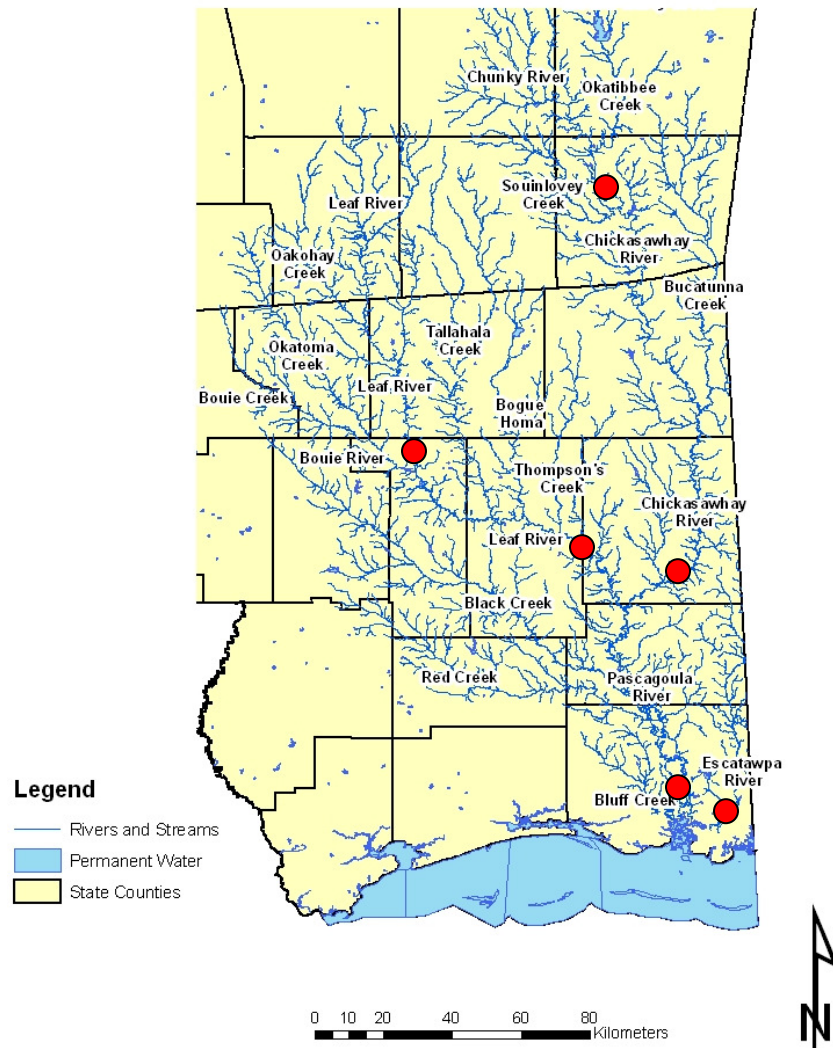 Chunky River
Okatibbee
Creek
Souinlovey
Creek
Leaf River
Chickasawhay
River
Oakohay
Creek
Bucatunna
Creek
Tallahala
Creek
Okatoma
Creek
Leaf River
Bouie Creek
Bogue
Homa
Bouie River
Thompson's
Creek
Chickasawhay
River
Leaf River
Black Creek
Red Creek
Pascagoula
River
Escatawpa
River
Bluff Creek
Legend
Rivers and Streams
Permanent Water
State Counties
0 10 20 40 60 80
Kilometers
N